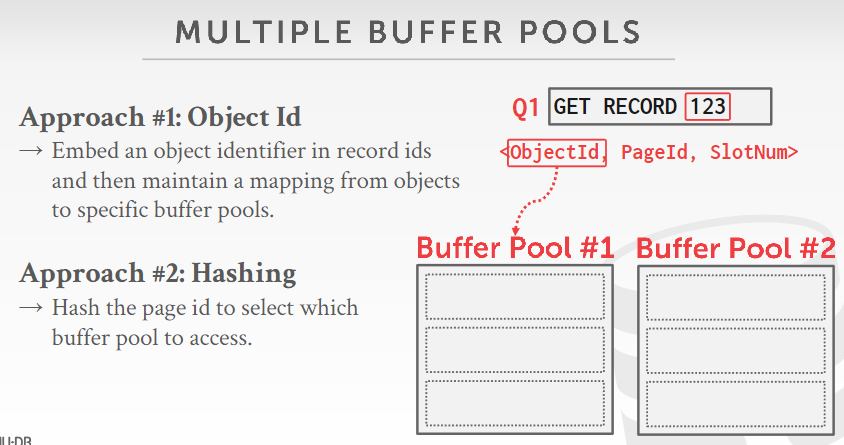 MULTIPLE BUFFER POOLS
Approach #1: Object Id
→ Embed an object identifier in record ids
and then maintain a mapping from objects
to specific buffer pools.
Approach #2: Hashing
→ Hash the page id to select which
buffer pool to access.
Q1 GET RECORD 123
<ObjectId, PageId, SlotNum>
Buffer Pool #1
Buffer Pool #2